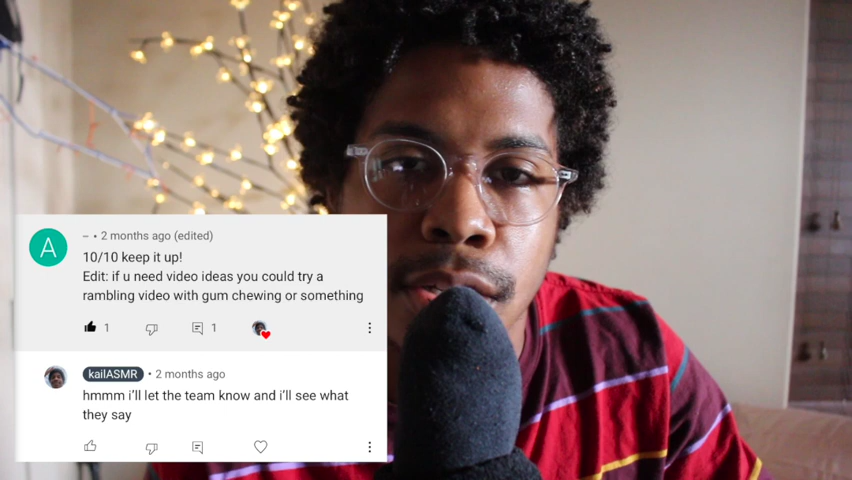 A
– • 2 months ago (edited)
10/10 keep it up!
Edit: if u need video ideas you could try a
rambling video with gum chewing or something
1
1
kailASMR • 2 months ago
hmmm i'll let the team know and i'll see what
they say